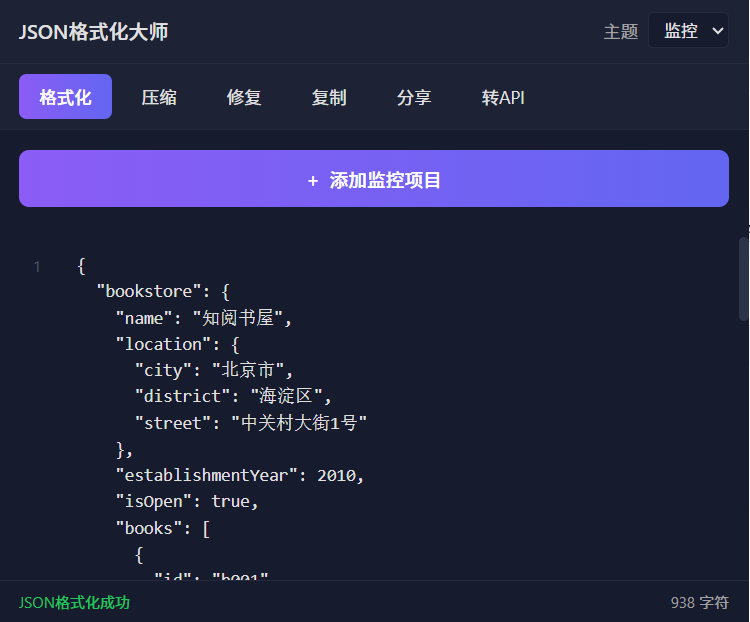 JSON格式化大师
主题 监控
格式化 压缩 修复 复制 分享 转API
+ 添加监控项目
1 {
"bookstore": {
"name": "知阅书屋",
"location": {
"city": "北京市",
"district": "海淀区",
"street": "中关村大街1号"
},
"establishmentYear": 2010,
"isOpen": true,
"books": [
{
"id": "b001"
JSON格式化成功
938 字符